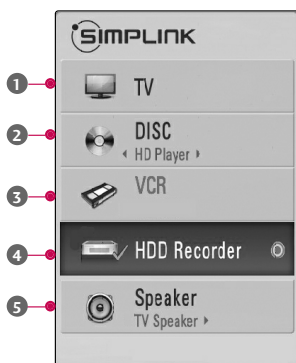 SIMPLINK
1 TV
2 DISC
◀ HD Player ▶
3 VCR
4 HDD Recorder
5 Speaker
TV Speaker ▶